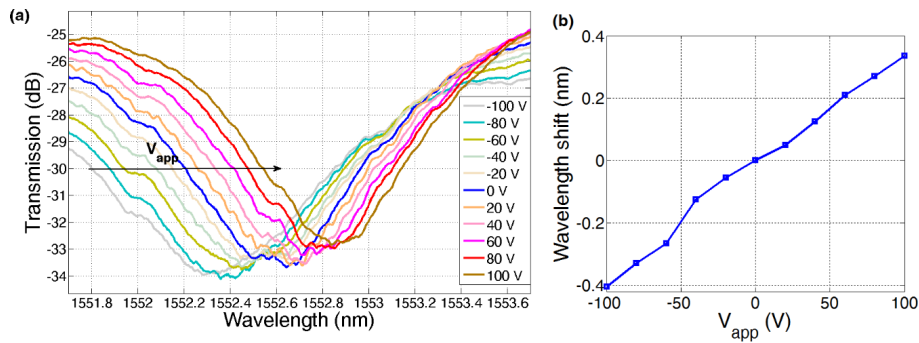 (a)
-25
-26
-27
-28
-29
-30
-31
-32
-33
-34
Transmission (dB)
V_app
-100 V
-80 V
-60 V
-40 V
-20 V
0 V
20 V
40 V
60 V
80 V
100 V
1551.8 1552 1552.2 1552.4 1552.6 1552.8 1553 1553.2 1553.4 1553.6
Wavelength (nm)
(b)
0.4
0.2
0
-0.2
-0.4
Wavelength shift (nm)
-100 -50 0 50 100
V_app (V)